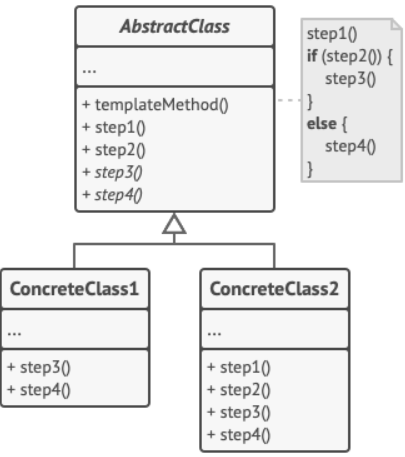 AbstractClass
...
+ templateMethod()
+ step1()
+ step2()
+ step3()
+ step4()
step1()
if (step2()) {
step3()
}
else {
step4()
}
ConcreteClass1
...
+ step3()
+ step4()
ConcreteClass2
...
+ step1()
+ step2()
+ step3()
+ step4()